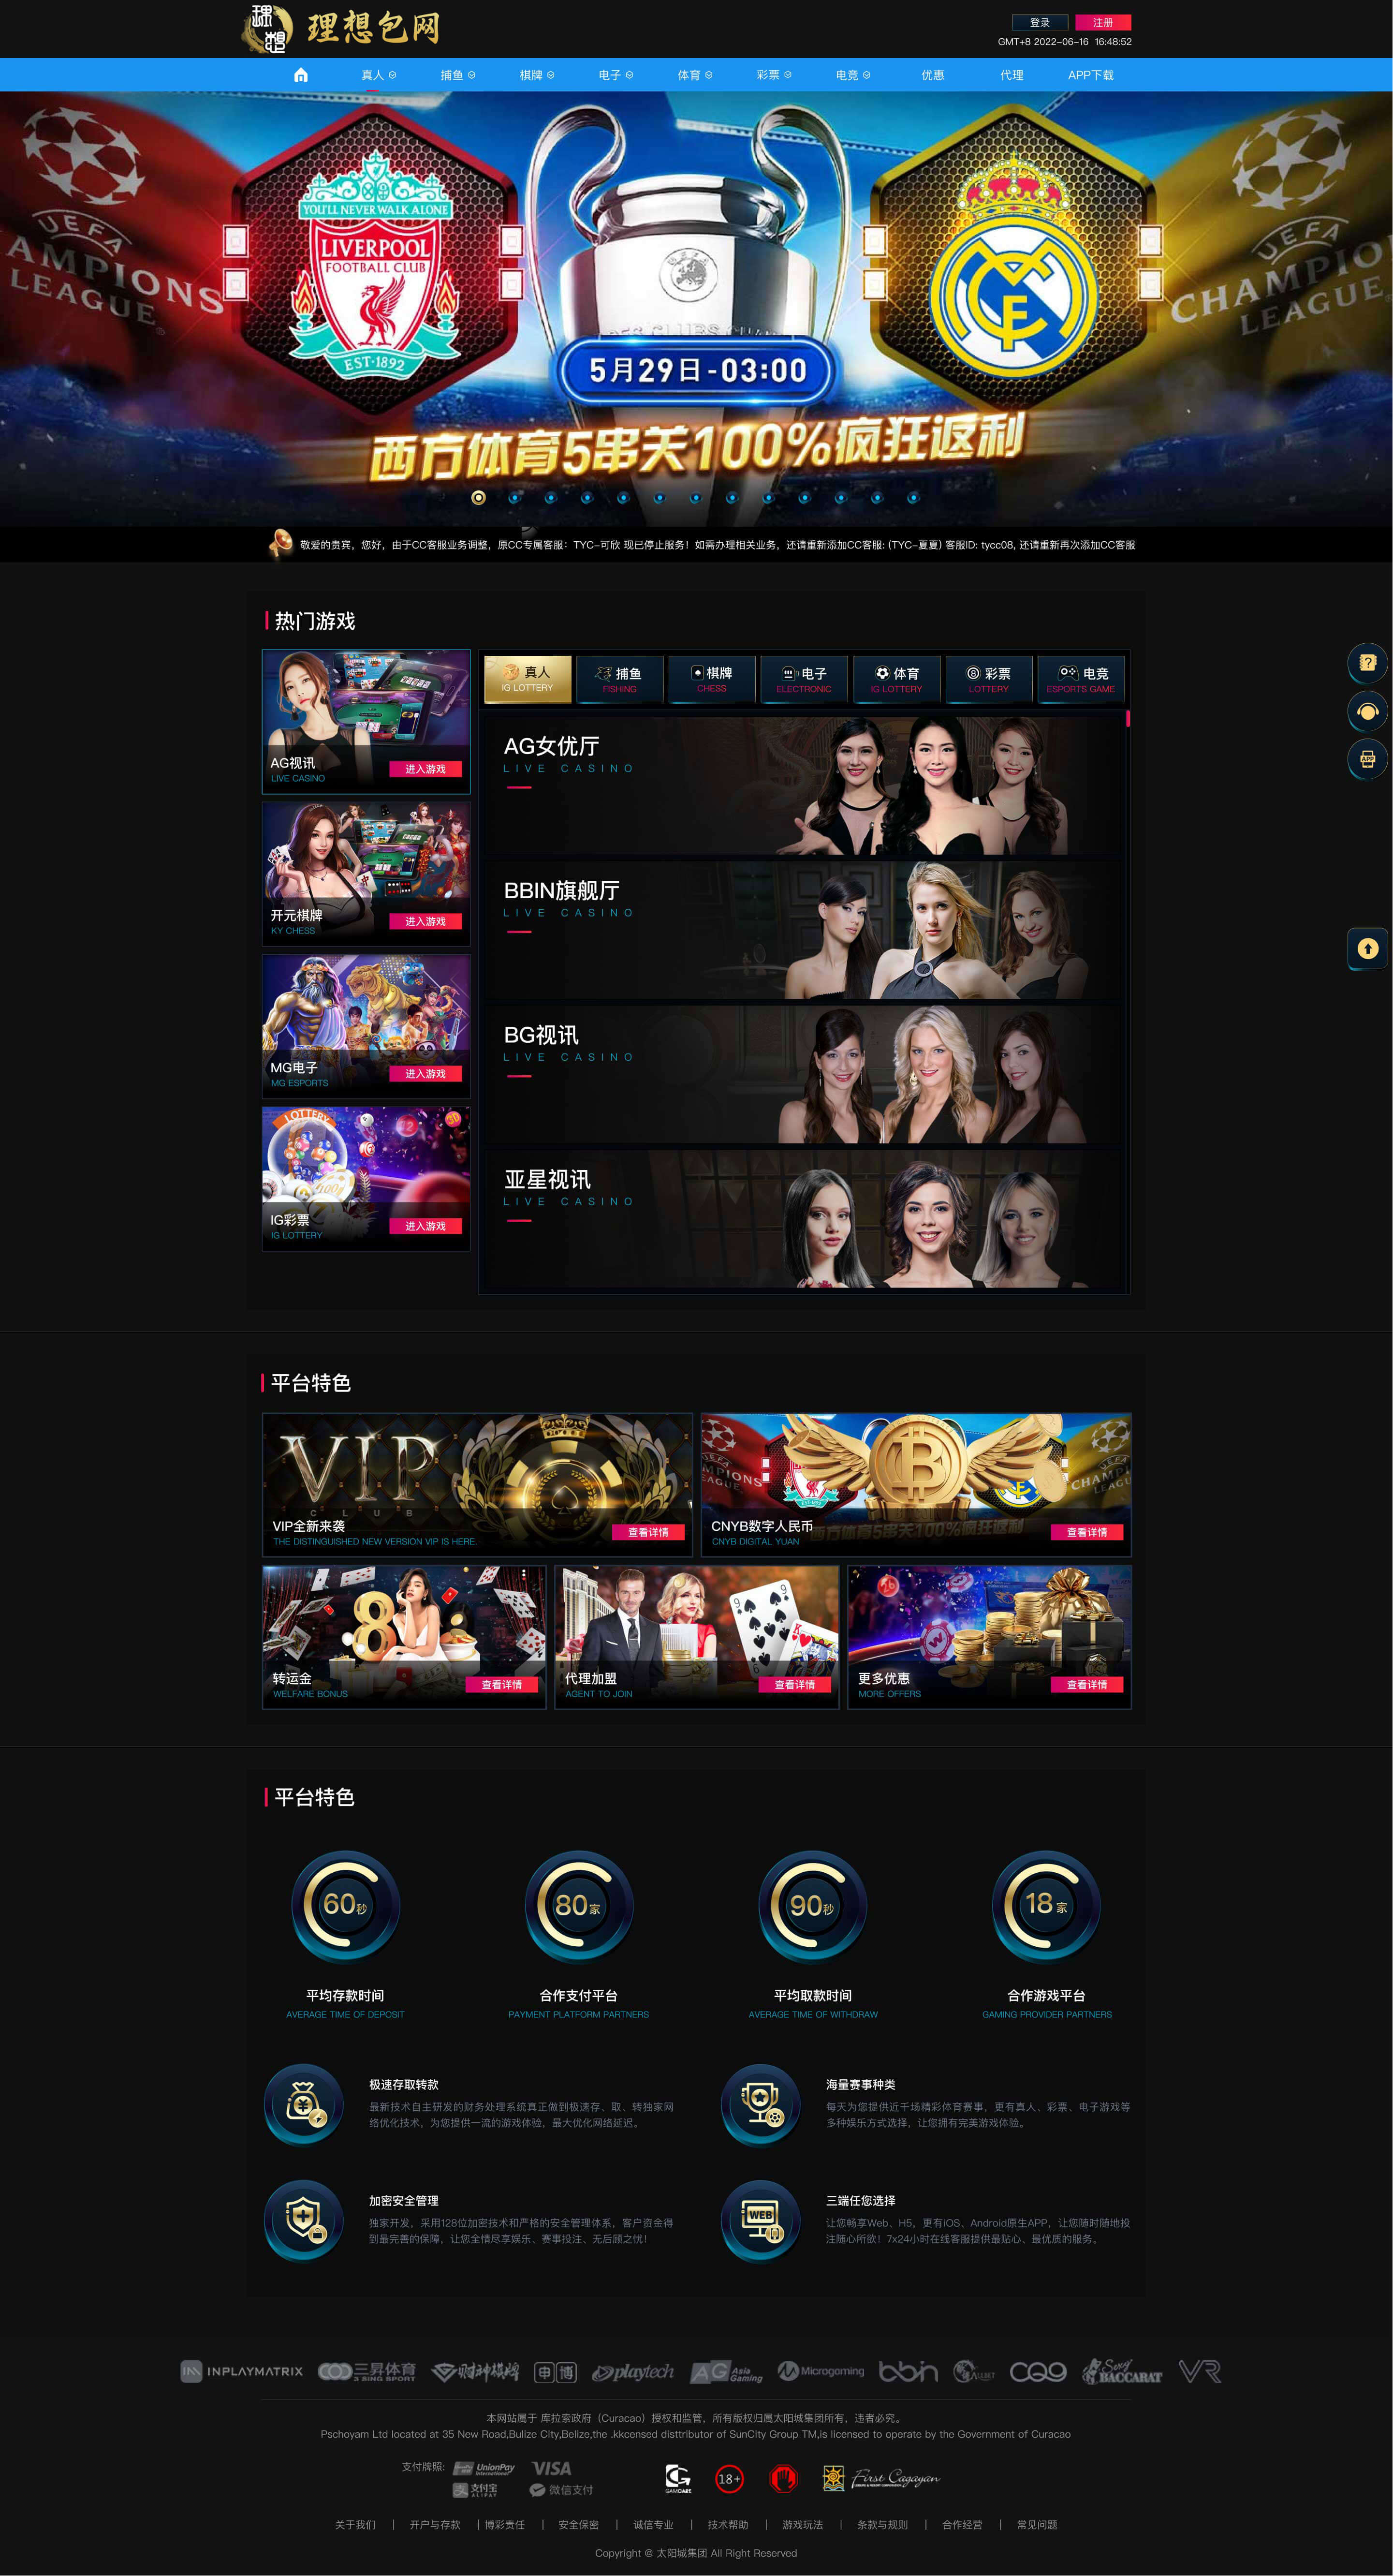 理想
理想包网
登录
注册
GMT+8 2022-06-16 16:48:52
真人
捕鱼
棋牌
电子
体育
彩票
电竞
优惠
代理
APP下载
UEFA
CHAMPIONS
LEAGUE
YOU'LL NEVER WALK ALONE
LIVERPOOL
FOOTBALL CLUB
EST·1892
UEFA
CHAMPIONS
LEAGUE
5月29日-03:00
西方体育5串关100%疯狂返利
敬爱的贵宾，您好，由于CC客服业务调整，原CC专属客服：TYC-可欣 现已停止服务！如需办理相关业务，还请重新添加CC客服: (TYC-夏夏) 客服ID: tycc08, 还请重新再次添加CC客服
热门游戏
AG视讯
LIVE CASINO
进入游戏
开元棋牌
KY CHESS
进入游戏
MG电子
MG ESPORTS
进入游戏
LOTTERY
IG彩票
IG LOTTERY
进入游戏
真人
IG LOTTERY
捕鱼
FISHING
棋牌
CHESS
电子
ELECTRONIC
体育
IG LOTTERY
彩票
LOTTERY
电竞
ESPORTS GAME
AG女优厅
LIVE CASINO
BBIN旗舰厅
LIVE CASINO
BG视讯
LIVE CASINO
亚星视讯
LIVE CASINO
APP
平台特色
VIP
CLUB
VIP全新来袭
THE DISTINGUISHED NEW VERSION VIP IS HERE.
查看详情
CNYB数字人民币
CNYB DIGITAL YUAN
查看详情
转运金
WELFARE BONUS
查看详情
代理加盟
AGENT TO JOIN
查看详情
更多优惠
MORE OFFERS
查看详情
平台特色
60秒
80家
90秒
18家
平均存款时间
AVERAGE TIME OF DEPOSIT
合作支付平台
PAYMENT PLATFORM PARTNERS
平均取款时间
AVERAGE TIME OF WITHDRAW
合作游戏平台
GAMING PROVIDER PARTNERS
极速存取转款
最新技术自主研发的财务处理系统真正做到极速存、取、转独家网
络优化技术，为您提供一流的游戏体验，最大优化网络延迟。
海量赛事种类
每天为您提供近千场精彩体育赛事，更有真人、彩票、电子游戏等
多种娱乐方式选择，让您拥有完美游戏体验。
加密安全管理
独家开发，采用128位加密技术和严格的安全管理体系，客户资金得
到最完善的保障，让您全情尽享娱乐、赛事投注、无后顾之忧！
WEB
三端任您选择
让您畅享Web、H5，更有iOS、Android原生APP，让您随时随地投
注随心所欲！7x24小时在线客服提供最贴心、最优质的服务。
INPLAYMATRIX
三昇体育
3 SING SPORT
财神棋牌
申博
playtech
AG Asia Gaming
Microgaming
bbin
ALLBET
CQ9
Sexy BACCARAT
VR
本网站属于 库拉索政府（Curacao）授权和监管，所有版权归属太阳城集团所有，违者必究。
Pschoyam Ltd located at 35 New Road,Bulize City,Belize,the .kkcensed disttributor of SunCity Group TM,is licensed to operate by the Government of Curacao
支付牌照:
UnionPay
International
VISA
支付宝
ALIPAY
微信支付
GAMCARE
18+
First Cagayan
关于我们 | 开户与存款 | 博彩责任 | 安全保密 | 诚信专业 | 技术帮助 | 游戏玩法 | 条款与规则 | 合作经营 | 常见问题
Copyright @ 太阳城集团 All Right Reserved